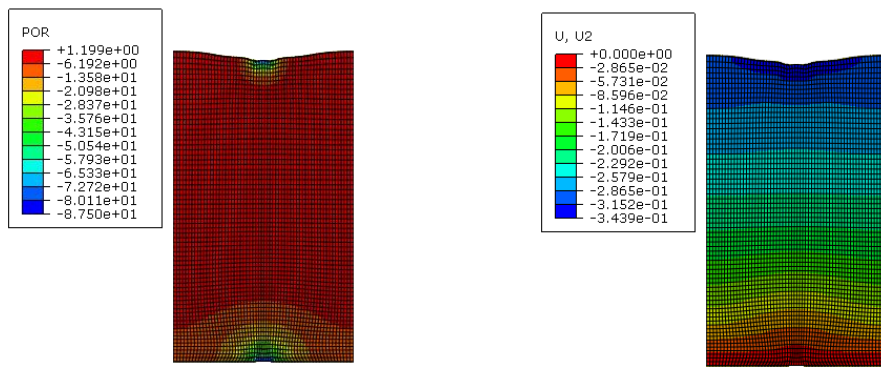 POR
+1.199e+00
-6.192e+00
-1.358e+01
-2.098e+01
-2.837e+01
-3.576e+01
-4.315e+01
-5.054e+01
-5.793e+01
-6.533e+01
-7.272e+01
-8.011e+01
-8.750e+01
U, U2
+0.000e+00
-2.865e-02
-5.731e-02
-8.596e-02
-1.146e-01
-1.433e-01
-1.719e-01
-2.006e-01
-2.292e-01
-2.579e-01
-2.865e-01
-3.152e-01
-3.439e-01